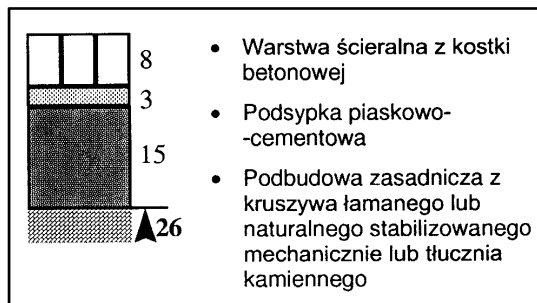 8
3
15
26
• Warstwa ścieralna z kostki
betonowej
• Podsypka piaskowo-
-cementowa
• Podbudowa zasadnicza z
kruszywa łamanego lub
naturalnego stabilizowanego
mechanicznie lub tłucznia
kamiennego